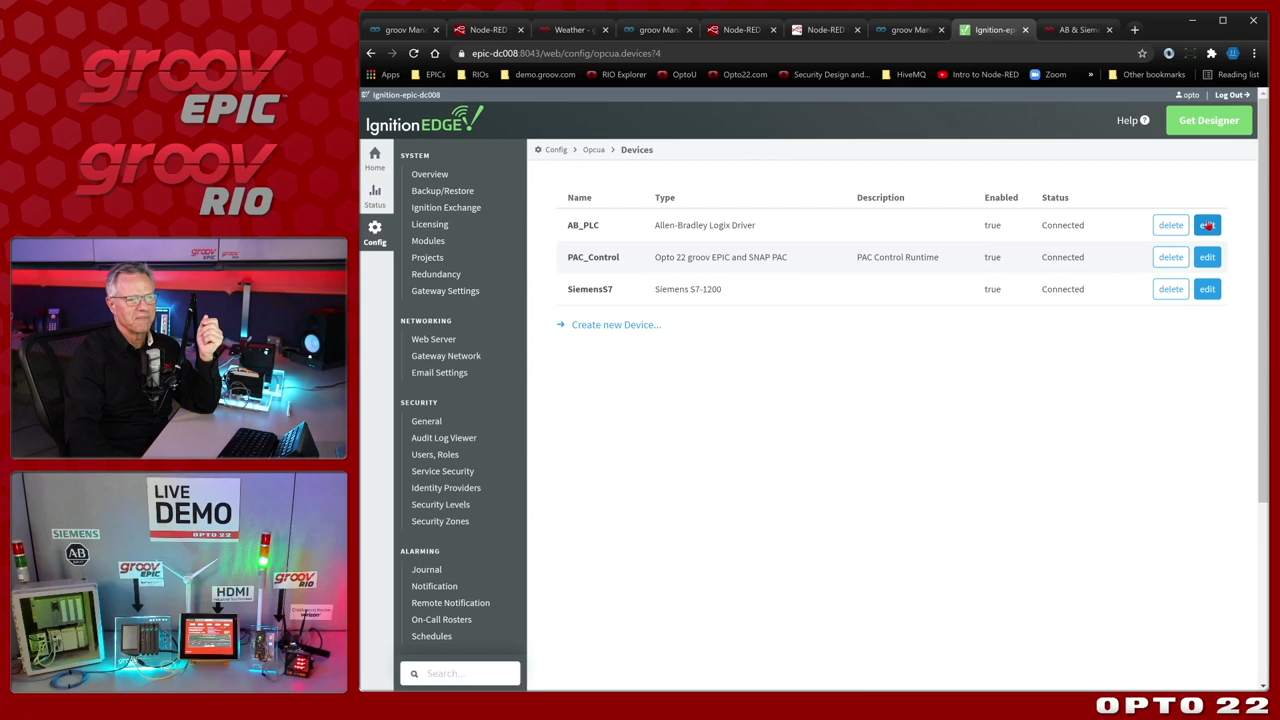 groov
EPIC™
groov
RIO
groov Man
Node-RED
Weather - g
groov Man
Node-RED
Node-RED
groov Man
Ignition-ep
AB & Siem
epic-dc008:8043/web/config/opcua.devices?4
Apps
EPICs
RIOs
demo.groov.com
RIO Explorer
OptoU
Opto22.com
Security Design and...
HiveMQ
Intro to Node-RED
Zoom
»
Other bookmarks
Reading list
Ignition-epic-dc008
opto | Log Out
Ignition EDGE!
Help
Get Designer
Home
Status
Config
SYSTEM
Overview
Backup/Restore
Ignition Exchange
Licensing
Modules
Projects
Redundancy
Gateway Settings
NETWORKING
Web Server
Gateway Network
Email Settings
SECURITY
General
Audit Log Viewer
Users, Roles
Service Security
Identity Providers
Security Levels
Security Zones
ALARMING
Journal
Notification
Remote Notification
On-Call Rosters
Schedules
Search...
Config > Opcua > Devices
Name Type Description Enabled Status
AB_PLC Allen-Bradley Logix Driver true Connected delete
PAC_Control Opto 22 groov EPIC and SNAP PAC PAC Control Runtime true Connected delete edit
SiemensS7 Siemens S7-1200 true Connected delete edit
Create new Device...
LIVE
DEMO
OPTO 22
SIEMENS
AB
groov
EPIC
HDMI
groov
RIO
verizon
groov
OPTO 22